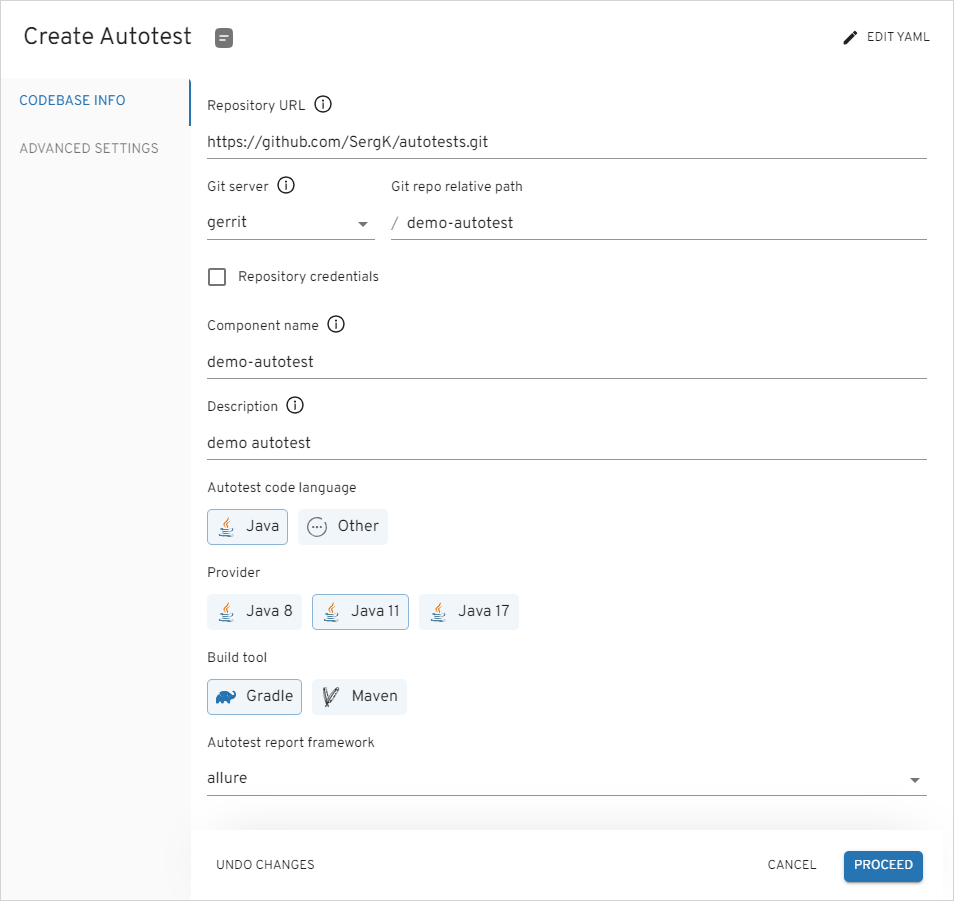 Create Autotest
EDIT YAML
CODEBASE INFO
ADVANCED SETTINGS
Repository URL
https://github.com/SergK/autotests.git
Git server
Git repo relative path
gerrit
/ demo-autotest
Repository credentials
Component name
demo-autotest
Description
demo autotest
Autotest code language
Java
Other
Provider
Java 8
Java 11
Java 17
Build tool
Gradle
Maven
Autotest report framework
allure
UNDO CHANGES
CANCEL
PROCEED